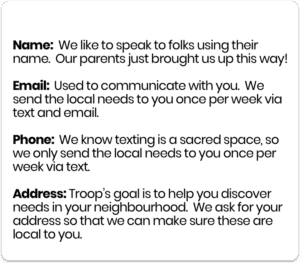 Name: We like to speak to folks using their
name. Our parents just brought us up this way!
Email: Used to communicate with you. We
send the local needs to you once per week via
text and email.
Phone: We know texting is a sacred space, so
we only send the local needs to you once per
week via text.
Address: Troop's goal is to help you discover
needs in your neighbourhood. We ask for your
address so that we can make sure these are
local to you.